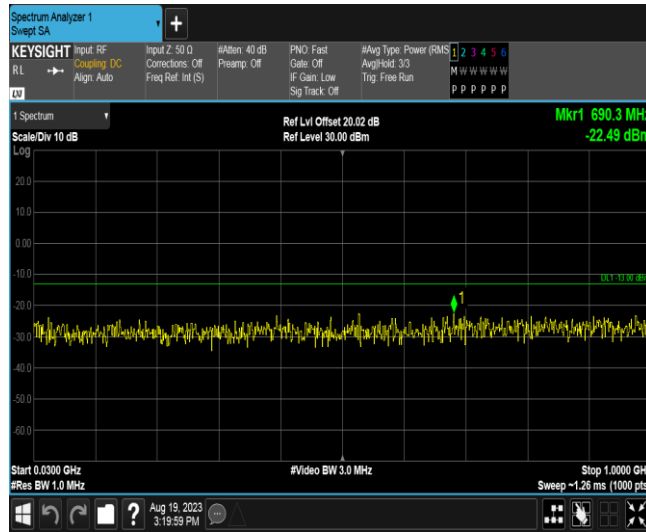 Spectrum Analyzer 1
Swept SA
+
KEYSIGHT
RL
LXI
Input: RF
Coupling: DC
Align: Auto
Input Z: 50 Ω
Corrections: Off
Freq Ref: Int (S)
#Atten: 40 dB
Preamp: Off
PNO: Fast
Gate: Off
IF Gain: Low
Sig Track: Off
#Avg Type: Power (RMS
Avg|Hold: 3/3
Trig: Free Run
1 2 3 4 5 6
M W W W W W
P P P P P P
1 Spectrum
Scale/Div 10 dB
Ref Lvl Offset 20.02 dB
Ref Level 30.00 dBm
Mkr1 690.3 MHz
-22.49 dBm
Log
20.0
10.0
0.00
-10.0
DL1 -13.00 dBm
-20.0
1
-30.0
-40.0
-50.0
-60.0
Start 0.0300 GHz
#Video BW 3.0 MHz
Stop 1.0000 GHz
#Res BW 1.0 MHz
Sweep ~1.26 ms (1000 pts)
?
Aug 19, 2023
3:19:59 PM